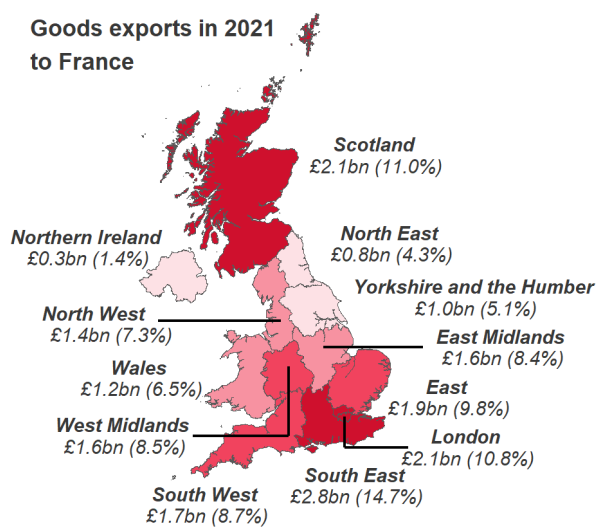 Goods exports in 2021
to France
Scotland
£2.1bn (11.0%)
Northern Ireland
£0.3bn (1.4%)
North East
£0.8bn (4.3%)
Yorkshire and the Humber
£1.0bn (5.1%)
North West
£1.4bn (7.3%)
East Midlands
£1.6bn (8.4%)
Wales
£1.2bn (6.5%)
East
£1.9bn (9.8%)
West Midlands
£1.6bn (8.5%)
London
£2.1bn (10.8%)
South East
£2.8bn (14.7%)
South West
£1.7bn (8.7%)